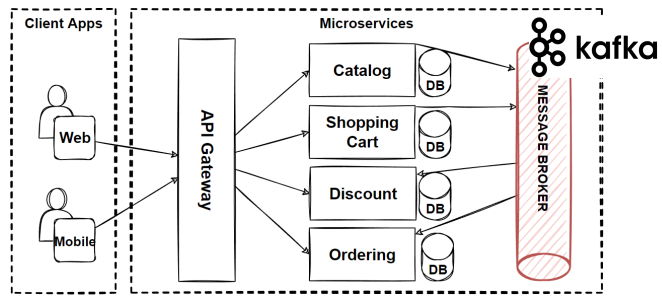 Client Apps
Microservices
kafka
Web
Mobile
API Gateway
Catalog
DB
Shopping
Cart
DB
Discount
DB
Ordering
DB
MESSAGE BROKER